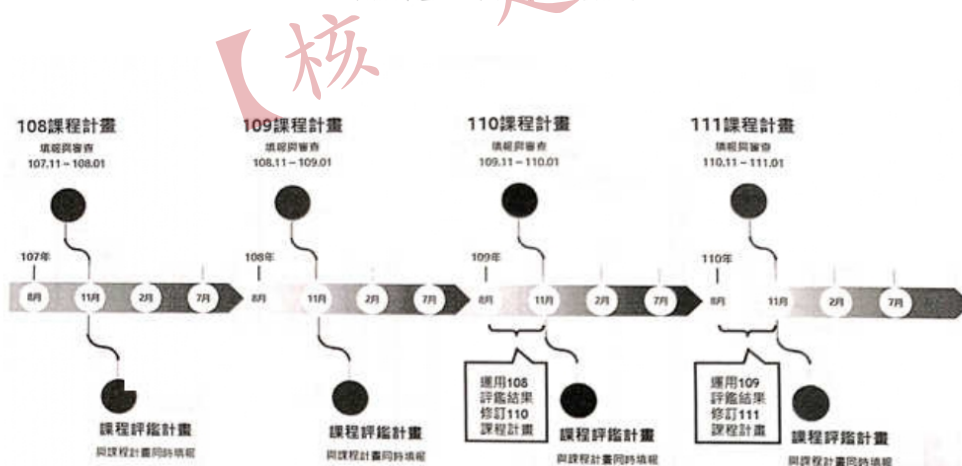 【核
108課程計畫
填報與審查
107.11－108.01
109課程計畫
填報與審查
108.11－109.01
110課程計畫
填報與審查
109.11－110.01
111課程計畫
填報與審查
110.11－111.01
107年
108年
109年
110年
8月
11月
2月
7月
8月
11月
2月
7月
8月
11月
2月
7月
8月
11月
2月
7月
運用108
評鑑結果
修訂110
課程計畫
運用109
評鑑結果
修訂111
課程計畫
課程評鑑計畫
與課程計畫同時填報
課程評鑑計畫
與課程計畫同時填報
課程評鑑計畫
與課程計畫同時填報
課程評鑑計畫
與課程計畫同時填報